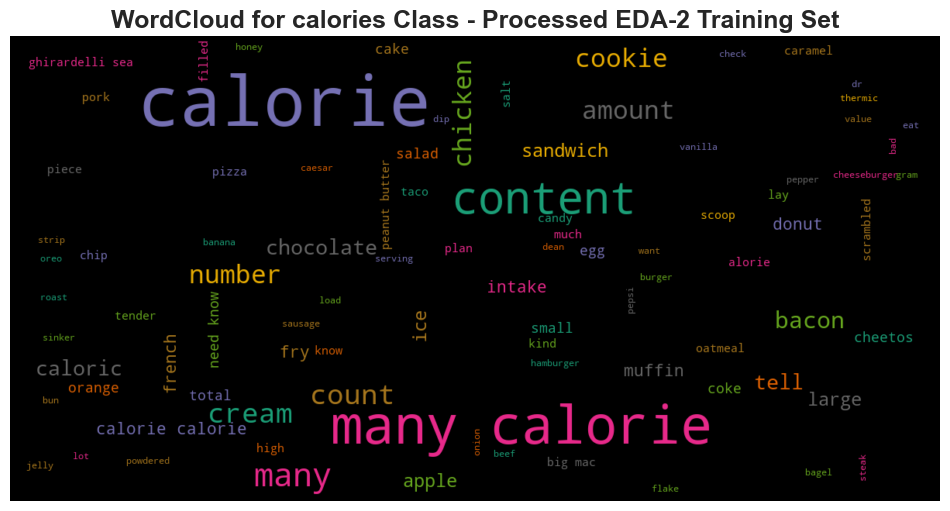 WordCloud for calories Class - Processed EDA-2 Training Set
honey
cake
cookie
check
caramel
ghirardelli sea
filled
calorie
chicken
salt
amount
dr
pork
thermic
dip
value
eat
salad
sandwich
vanilla
bad
piece
pizza
caesar
peanut butter
taco
content
pepper
cheeseburger
gram
lay
scrambled
candy
scoop
donut
strip
oreo
chip
banana
chocolate
serving
plan
much
dean
egg
want
alorie
number
intake
burger
pepsi
roast
tender
need know
load
sausage
ice
small
kind
bacon
cheetos
sinker
french
fry
know
hamburger
oatmeal
caloric
muffin
orange
total
count
coke
tell
large
bun
cream
calorie calorie
many calorie
high
onion
beef
lot
powdered
jelly
many
apple
big mac
flake
bagel
steak